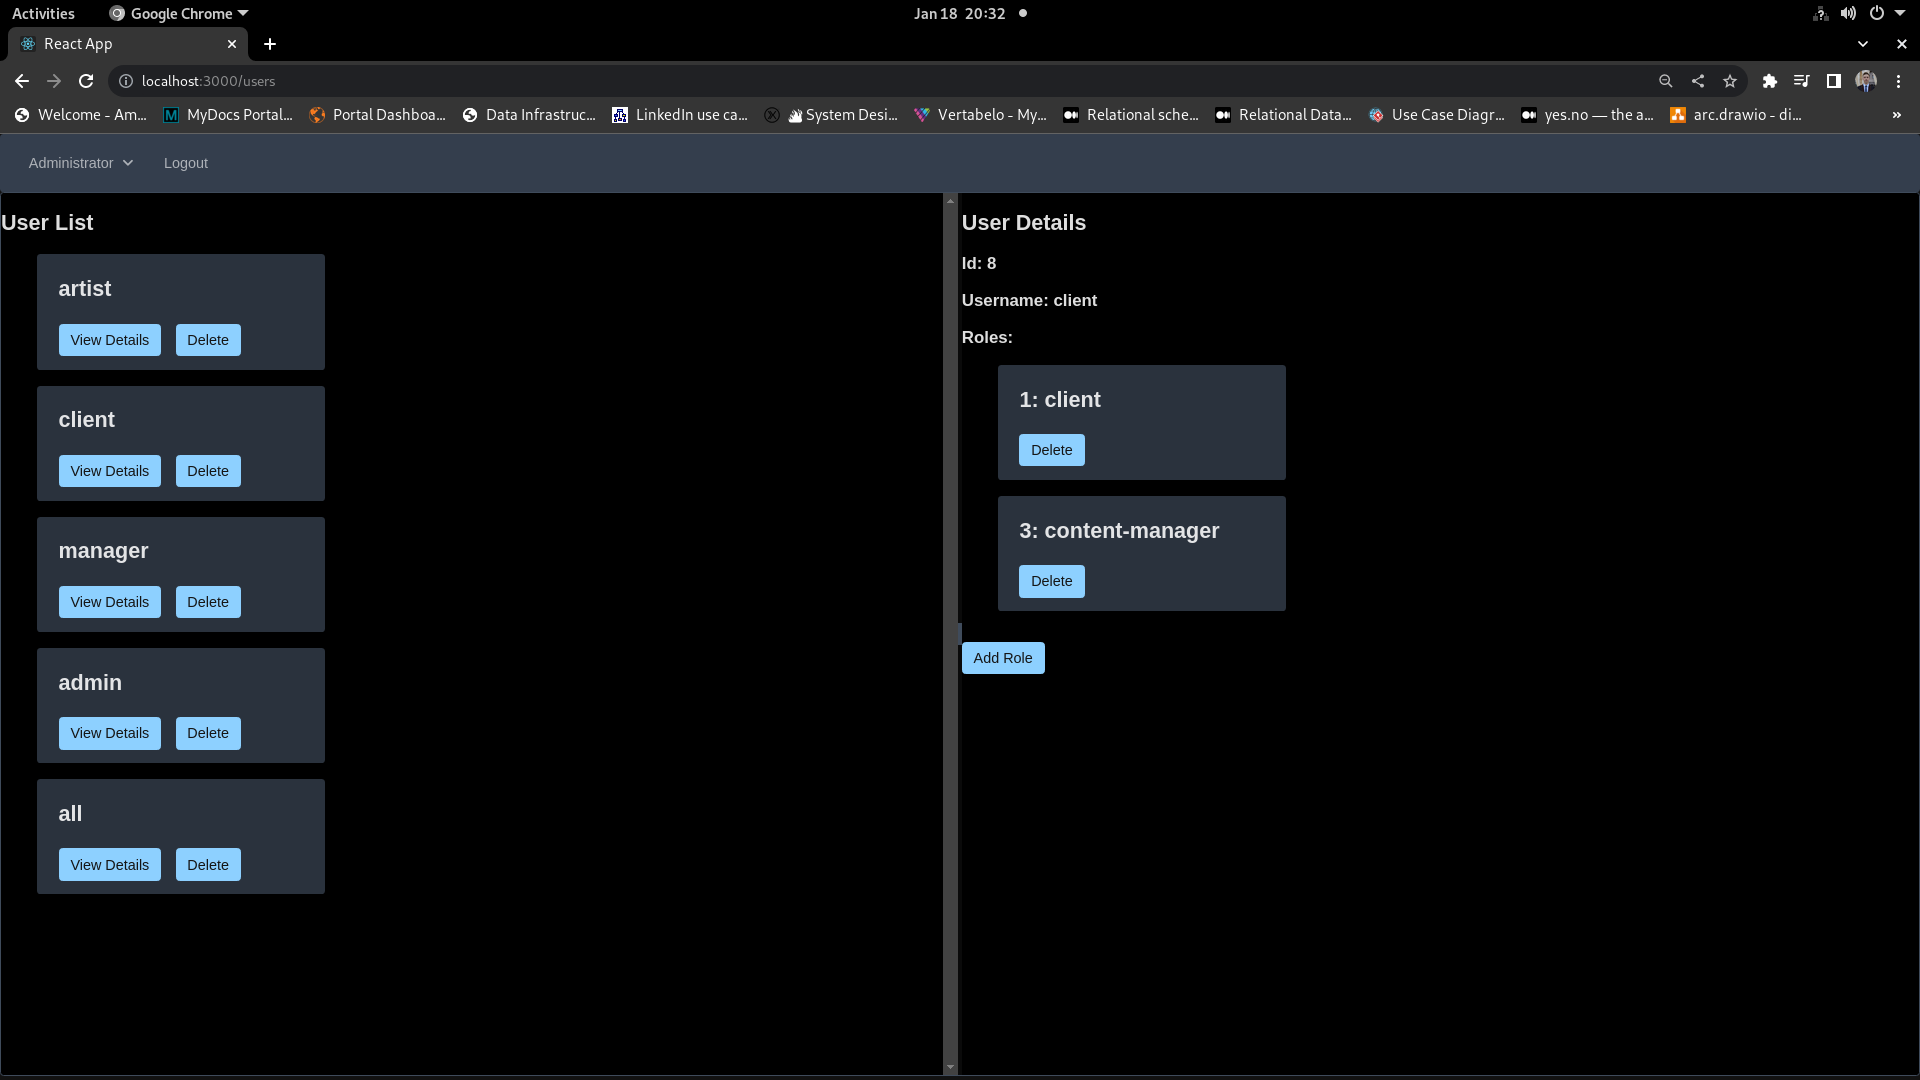 Activities Google Chrome Jan 18 20:32
React App
localhost:3000/users
Welcome - Am... MyDocs Portal... Portal Dashboa... Data Infrastruc... LinkedIn use ca... System Desi... Vertabelo - My... Relational sche... Relational Data... Use Case Diagr... yes.no — the a... arc.drawio - di... »
Administrator Logout
User List
artist
View Details Delete
client
View Details Delete
manager
View Details Delete
admin
View Details Delete
all
View Details Delete
User Details
Id: 8
Username: client
Roles:
1: client
Delete
3: content-manager
Delete
Add Role